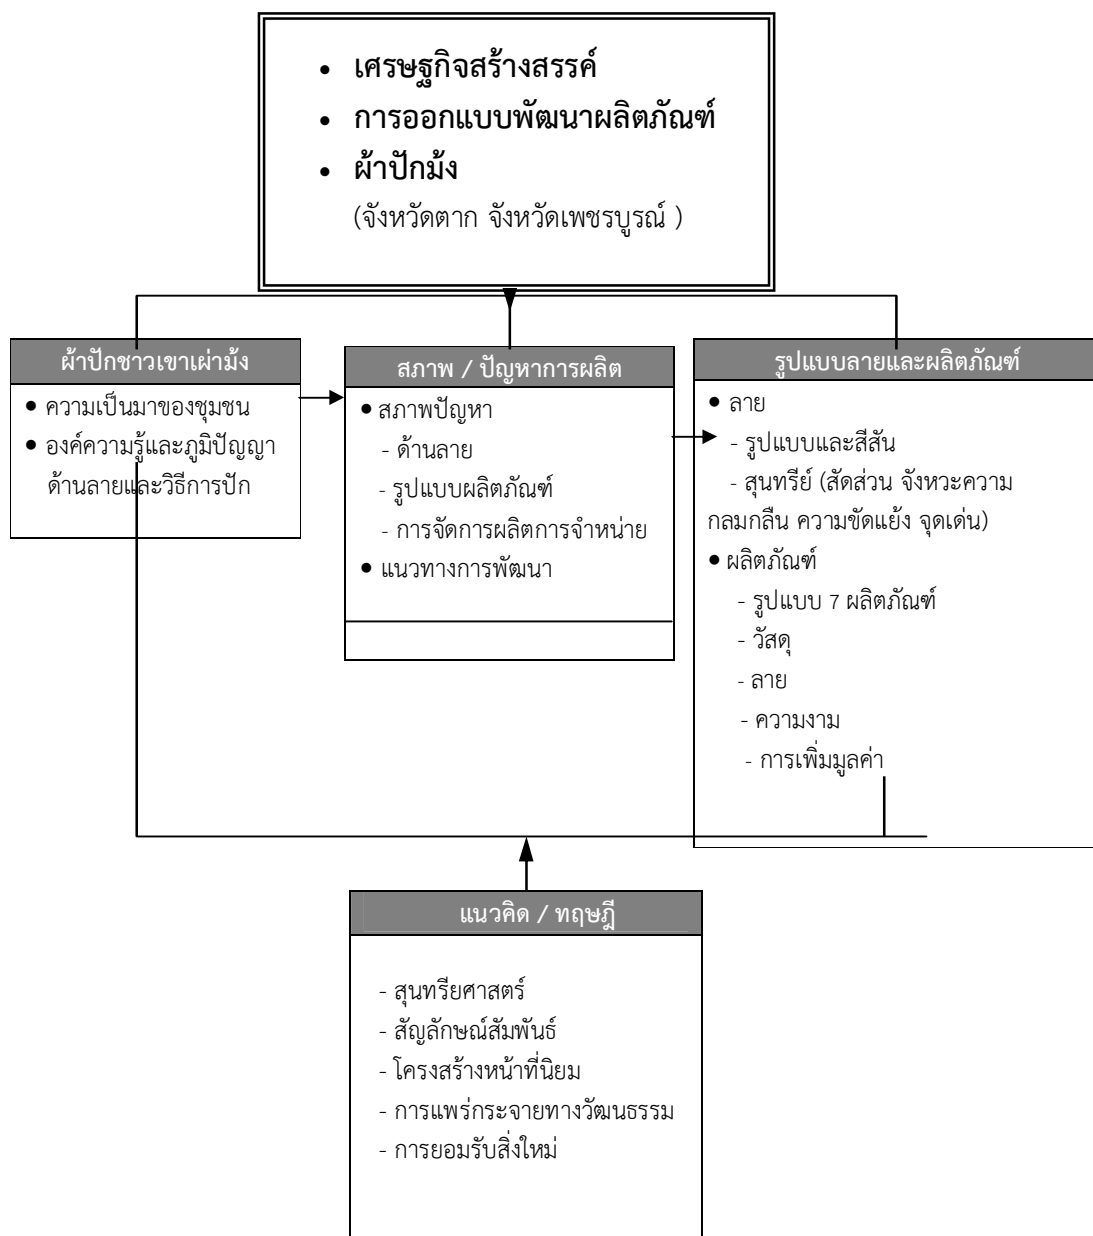 • เศรษฐกิจสร้างสรรค์
• การออกแบบพัฒนาผลิตภัณฑ์
• ผ้าปักม้ง
(จังหวัดตาก จังหวัดเพชรบูรณ์ )
ผ้าปักชาวเขาเผ่าม้ง
• ความเป็นมาของชุมชน
• องค์ความรู้และภูมิปัญญา
ด้านลายและวิธีการปัก
สภาพ / ปัญหาการผลิต
• สภาพปัญหา
- ด้านลาย
- รูปแบบผลิตภัณฑ์
- การจัดการผลิตการจำหน่าย
• แนวทางการพัฒนา
รูปแบบลายและผลิตภัณฑ์
• ลาย
- รูปแบบและสีสัน
- สุนทรีย์ (สัดส่วน จังหวะความ
กลมกลืน ความขัดแย้ง จุดเด่น)
• ผลิตภัณฑ์
- รูปแบบ 7 ผลิตภัณฑ์
- วัสดุ
- ลาย
- ความงาม
- การเพิ่มมูลค่า
แนวคิด / ทฤษฎี
- สุนทรียศาสตร์
- สัญลักษณ์สัมพันธ์
- โครงสร้างหน้าที่นิยม
- การแพร่กระจายทางวัฒนธรรม
- การยอมรับสิ่งใหม่